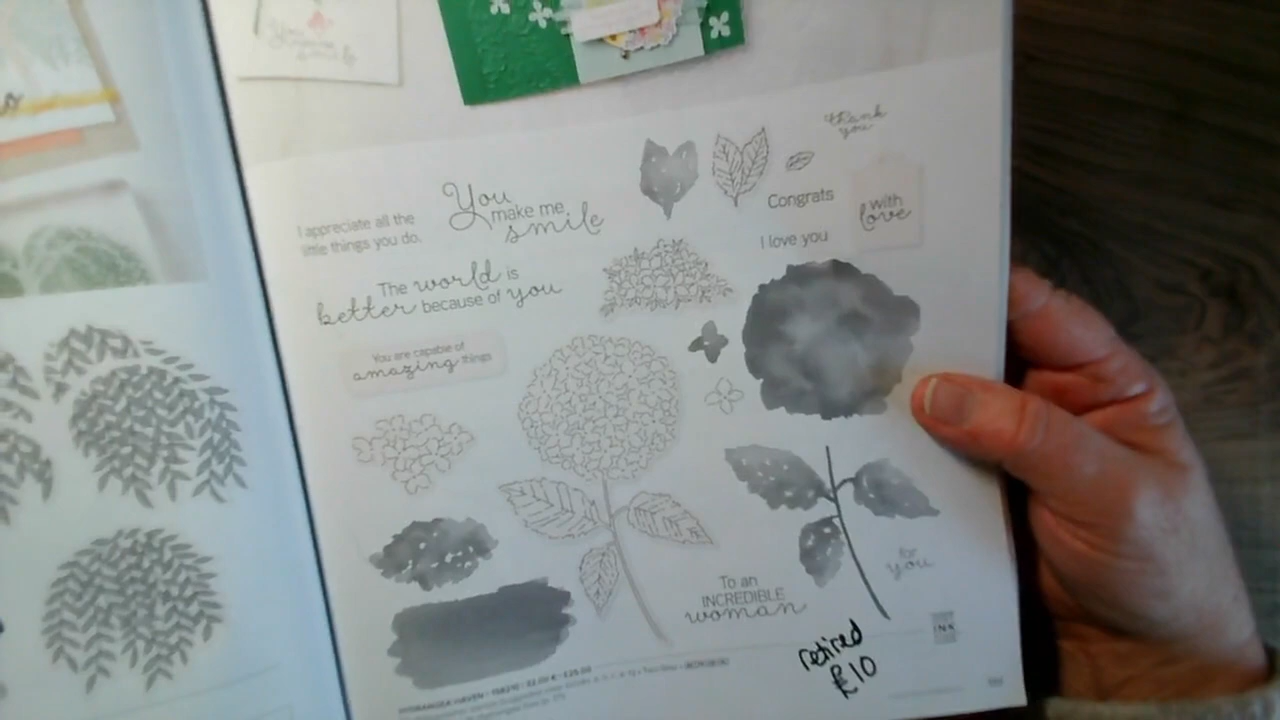 thank
you
You
make me
smile
I appreciate all the
little things you do.
Congrats
with
love
I love you
The world is
better because of you
You are capable of
amazing things
To an
INCREDIBLE
woman
for
you
retired
£10
HYDRANGEA HAVEN